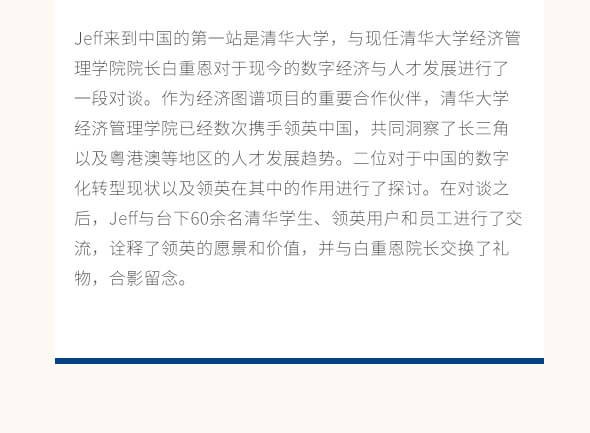 Jeff来到中国的第一站是清华大学，与现任清华大学经济管
理学院院长白重恩对于现今的数字经济与人才发展进行了
一段对谈。作为经济图谱项目的重要合作伙伴，清华大学
经济管理学院已经数次携手领英中国，共同洞察了长三角
以及粤港澳等地区的人才发展趋势。二位对于中国的数字
化转型现状以及领英在其中的作用进行了探讨。在对谈之
后，Jeff与台下60余名清华学生、领英用户和员工进行了交
流，诠释了领英的愿景和价值，并与白重恩院长交换了礼
物，合影留念。